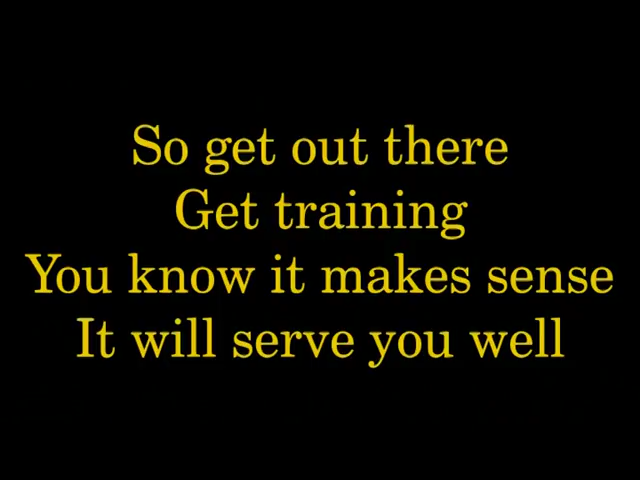 So get out there
Get training
You know it makes sense
It will serve you well